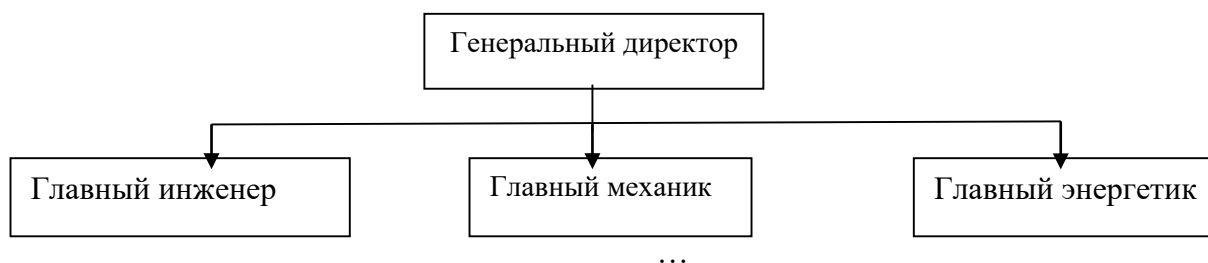 Генеральный директор
Главный инженер
Главный механик
Главный энергетик
…